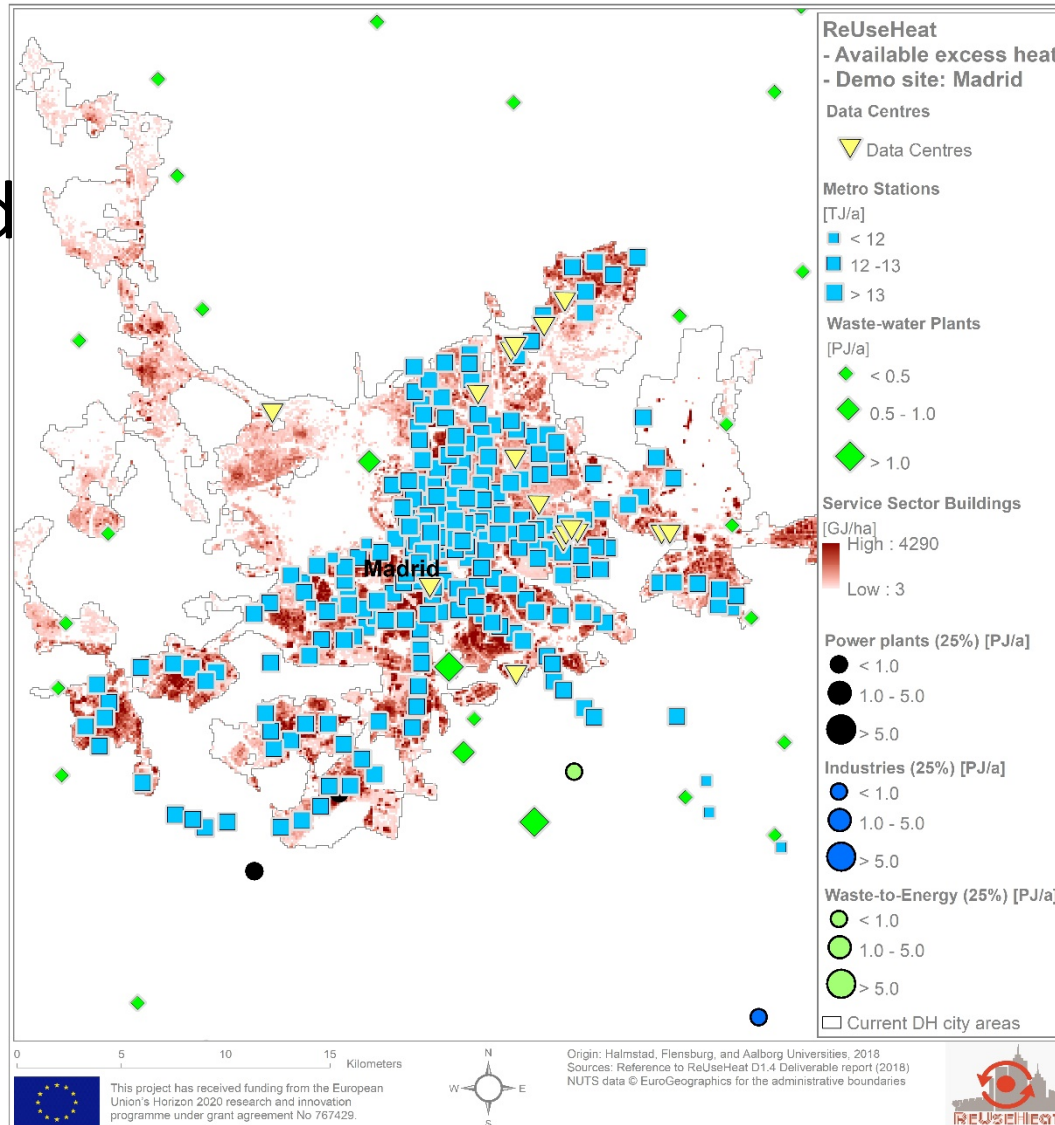 d
ReUseHeat
- Available excess heat
- Demo site: Madrid
Data Centres
Data Centres
Metro Stations
[TJ/a]
< 12
12 -13
> 13
Waste-water Plants
[PJ/a]
< 0.5
0.5 - 1.0
> 1.0
Service Sector Buildings
[GJ/ha]
High : 4290
Low : 3
Power plants (25%) [PJ/a]
< 1.0
1.0 - 5.0
> 5.0
Industries (25%) [PJ/a]
< 1.0
1.0 - 5.0
> 5.0
Waste-to-Energy (25%) [PJ/a]
< 1.0
1.0 - 5.0
> 5.0
Current DH city areas
Madrid
0 5 10 15
Kilometers
This project has received funding from the European
Union's Horizon 2020 research and innovation
programme under grant agreement No 767429.
N
W E
S
Origin: Halmstad, Flensburg, and Aalborg Universities, 2018
Sources: Reference to ReUseHeat D1.4 Deliverable report (2018)
NUTS data © EuroGeographics for the administrative boundaries
REUSEHEAT